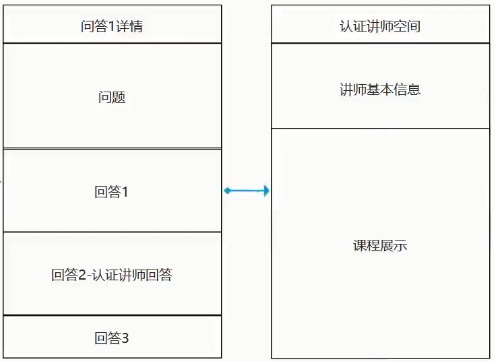 问答1详情
问题
回答1
回答2-认证讲师回答
回答3
认证讲师空间
讲师基本信息
课程展示